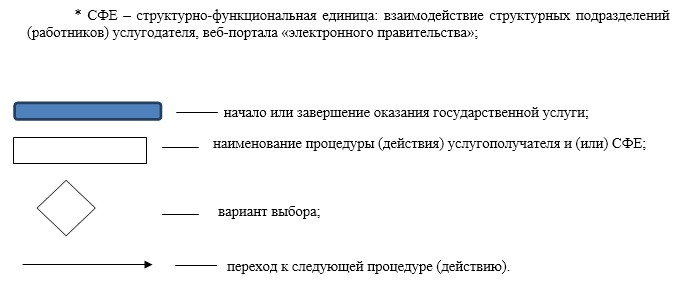 * СФЕ – структурно-функциональная единица: взаимодействие структурных подразделений
(работников) услугодателя, веб-портала «электронного правительства»;
начало или завершение оказания государственной услуги;
наименование процедуры (действия) услугополучателя и (или) СФЕ;
вариант выбора;
переход к следующей процедуре (действию).